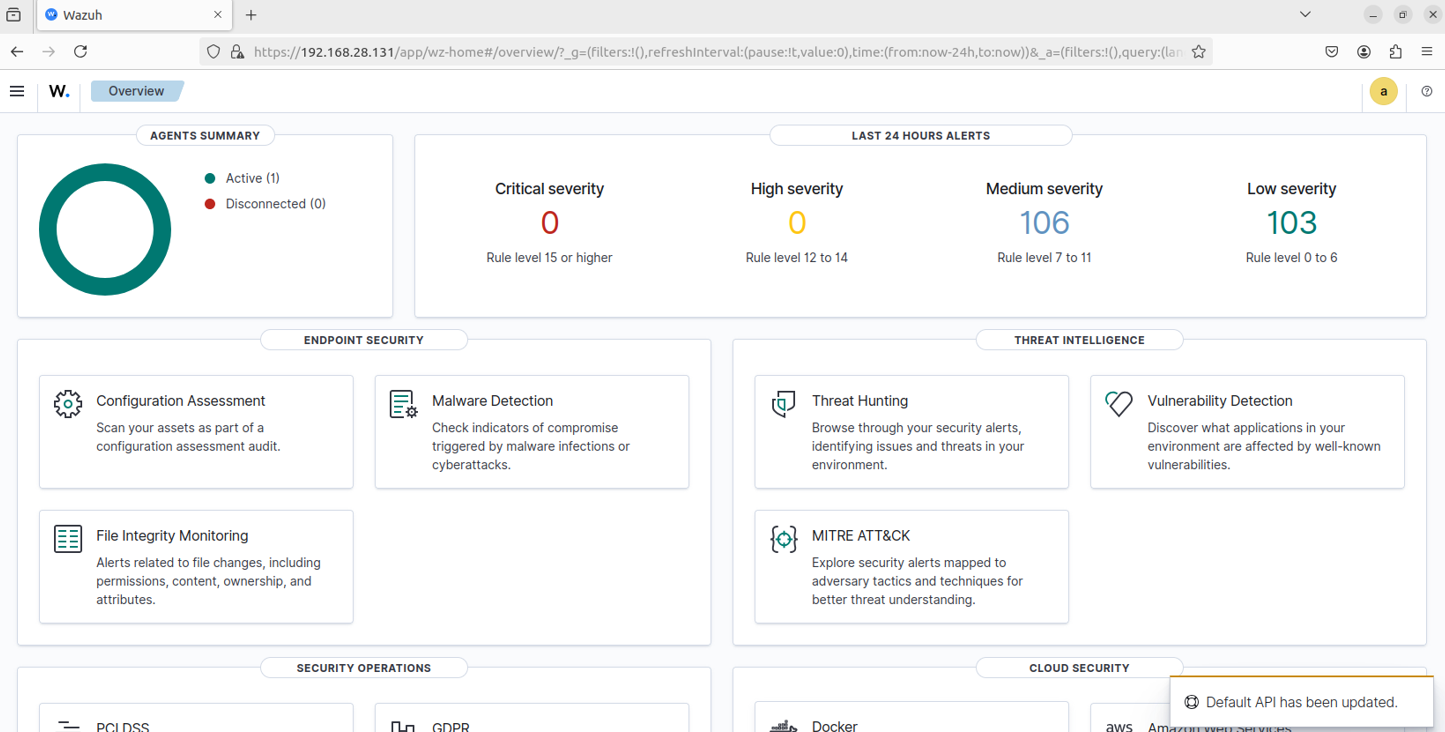 Wazuh
https://192.168.28.131/app/wz-home#/overview/?_g=(filters:!(),refreshInterval:(pause:!t,value:0),time:(from:now-24h,to:now))&_a=(filters:!(),query:(lan
W. Overview a
AGENTS SUMMARY
Active (1)
Disconnected (0)
LAST 24 HOURS ALERTS
Critical severity
0
Rule level 15 or higher
High severity
0
Rule level 12 to 14
Medium severity
106
Rule level 7 to 11
Low severity
103
Rule level 0 to 6
ENDPOINT SECURITY
Configuration Assessment
Scan your assets as part of a
configuration assessment audit.
Malware Detection
Check indicators of compromise
triggered by malware infections or
cyberattacks.
File Integrity Monitoring
Alerts related to file changes, including
permissions, content, ownership, and
attributes.
THREAT INTELLIGENCE
Threat Hunting
Browse through your security alerts,
identifying issues and threats in your
environment.
Vulnerability Detection
Discover what applications in your
environment are affected by well-known
vulnerabilities.
MITRE ATT&CK
Explore security alerts mapped to
adversary tactics and techniques for
better threat understanding.
SECURITY OPERATIONS
PCI DSS
GDPR
CLOUD SECURITY
Docker
aws Amazon Web Services
Default API has been updated.